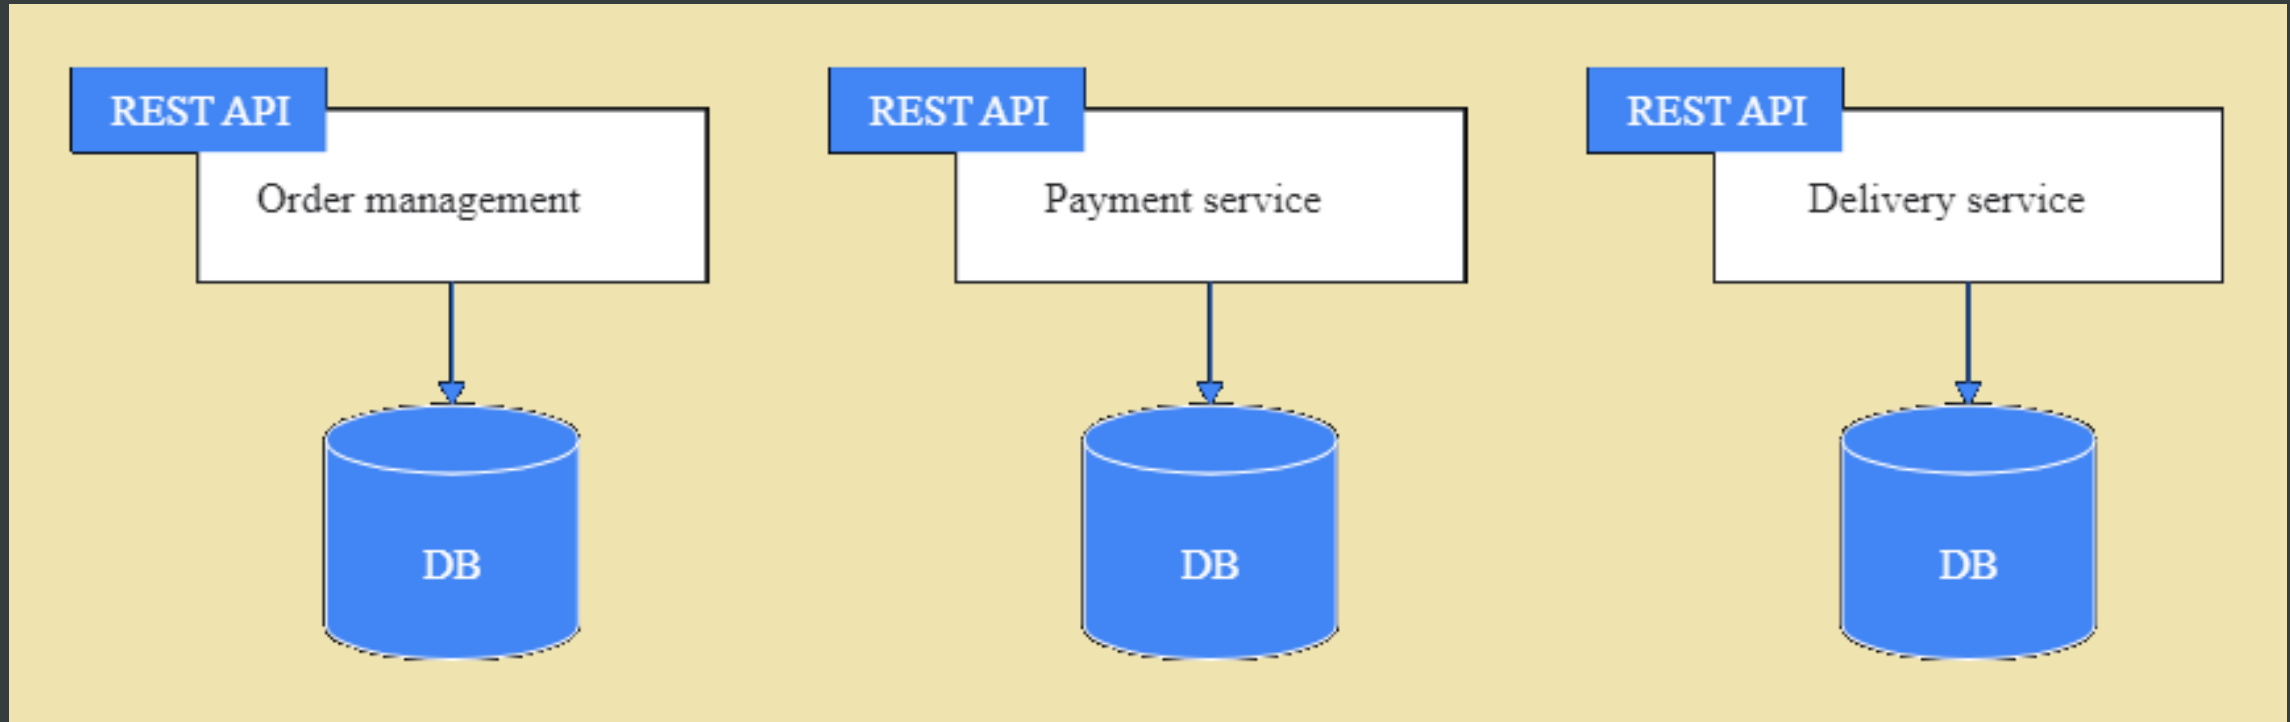 REST API
Order management
DB
REST API
Payment service
DB
REST API
Delivery service
DB